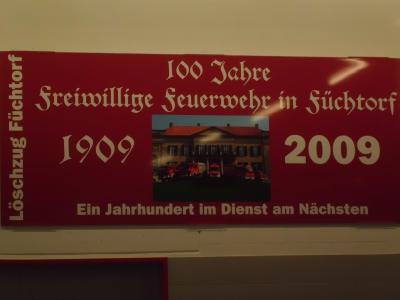 Löschzug Füchtorf
100 Jahre
Freiwillige Feuerwehr in Füchtorf
1909
2009
Ein Jahrhundert im Dienst am Nächsten